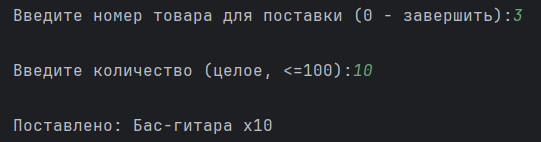 Введите номер товара для поставки (0 - завершить):3
Введите количество (целое, <=100):10
Поставлено: Бас-гитара x10